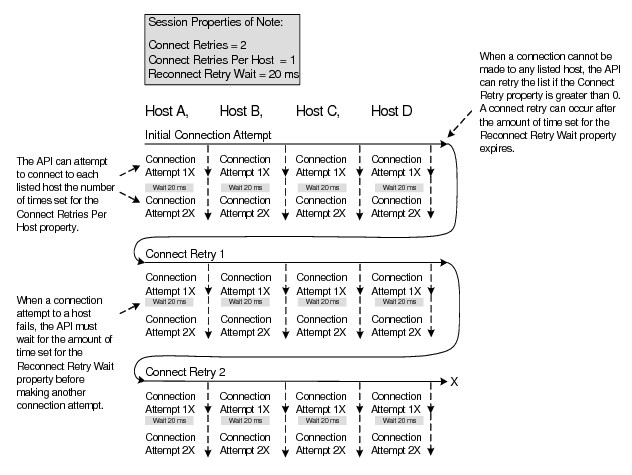 Session Properties of Note:
Connect Retries = 2
Connect Retries Per Host = 1
Reconnect Retry Wait = 20 ms
When a connection cannot be
made to any listed host, the API
can retry the list if the Connect
Retry property is greater than 0.
A connect retry can occur after
the amount of time set for the
Reconnect Retry Wait property
expires.
Host A, Host B, Host C, Host D
Initial Connection Attempt
The API can attempt
to connect to each
listed host the number
of times set for the
Connect Retries Per
Host property.
Connection Connection Connection Connection
Attempt 1X Attempt 1X Attempt 1X Attempt 1X
Wait 20 ms Wait 20 ms Wait 20 ms Wait 20 ms
Connection Connection Connection Connection
Attempt 2X Attempt 2X Attempt 2X Attempt 2X
Connect Retry 1
Connection Connection Connection Connection
Attempt 1X Attempt 1X Attempt 1X Attempt 1X
Wait 20 ms Wait 20 ms Wait 20 ms Wait 20 ms
Connection Connection Connection Connection
Attempt 2X Attempt 2X Attempt 2X Attempt 2X
When a connection
attempt to a host
fails, the API must
wait for the amount of
time set for the
Reconnect Retry Wait
property before
making another
connection attempt.
Connect Retry 2 X
Connection Connection Connection Connection
Attempt 1X Attempt 1X Attempt 1X Attempt 1X
Wait 20 ms Wait 20 ms Wait 20 ms Wait 20 ms
Connection Connection Connection Connection
Attempt 2X Attempt 2X Attempt 2X Attempt 2X